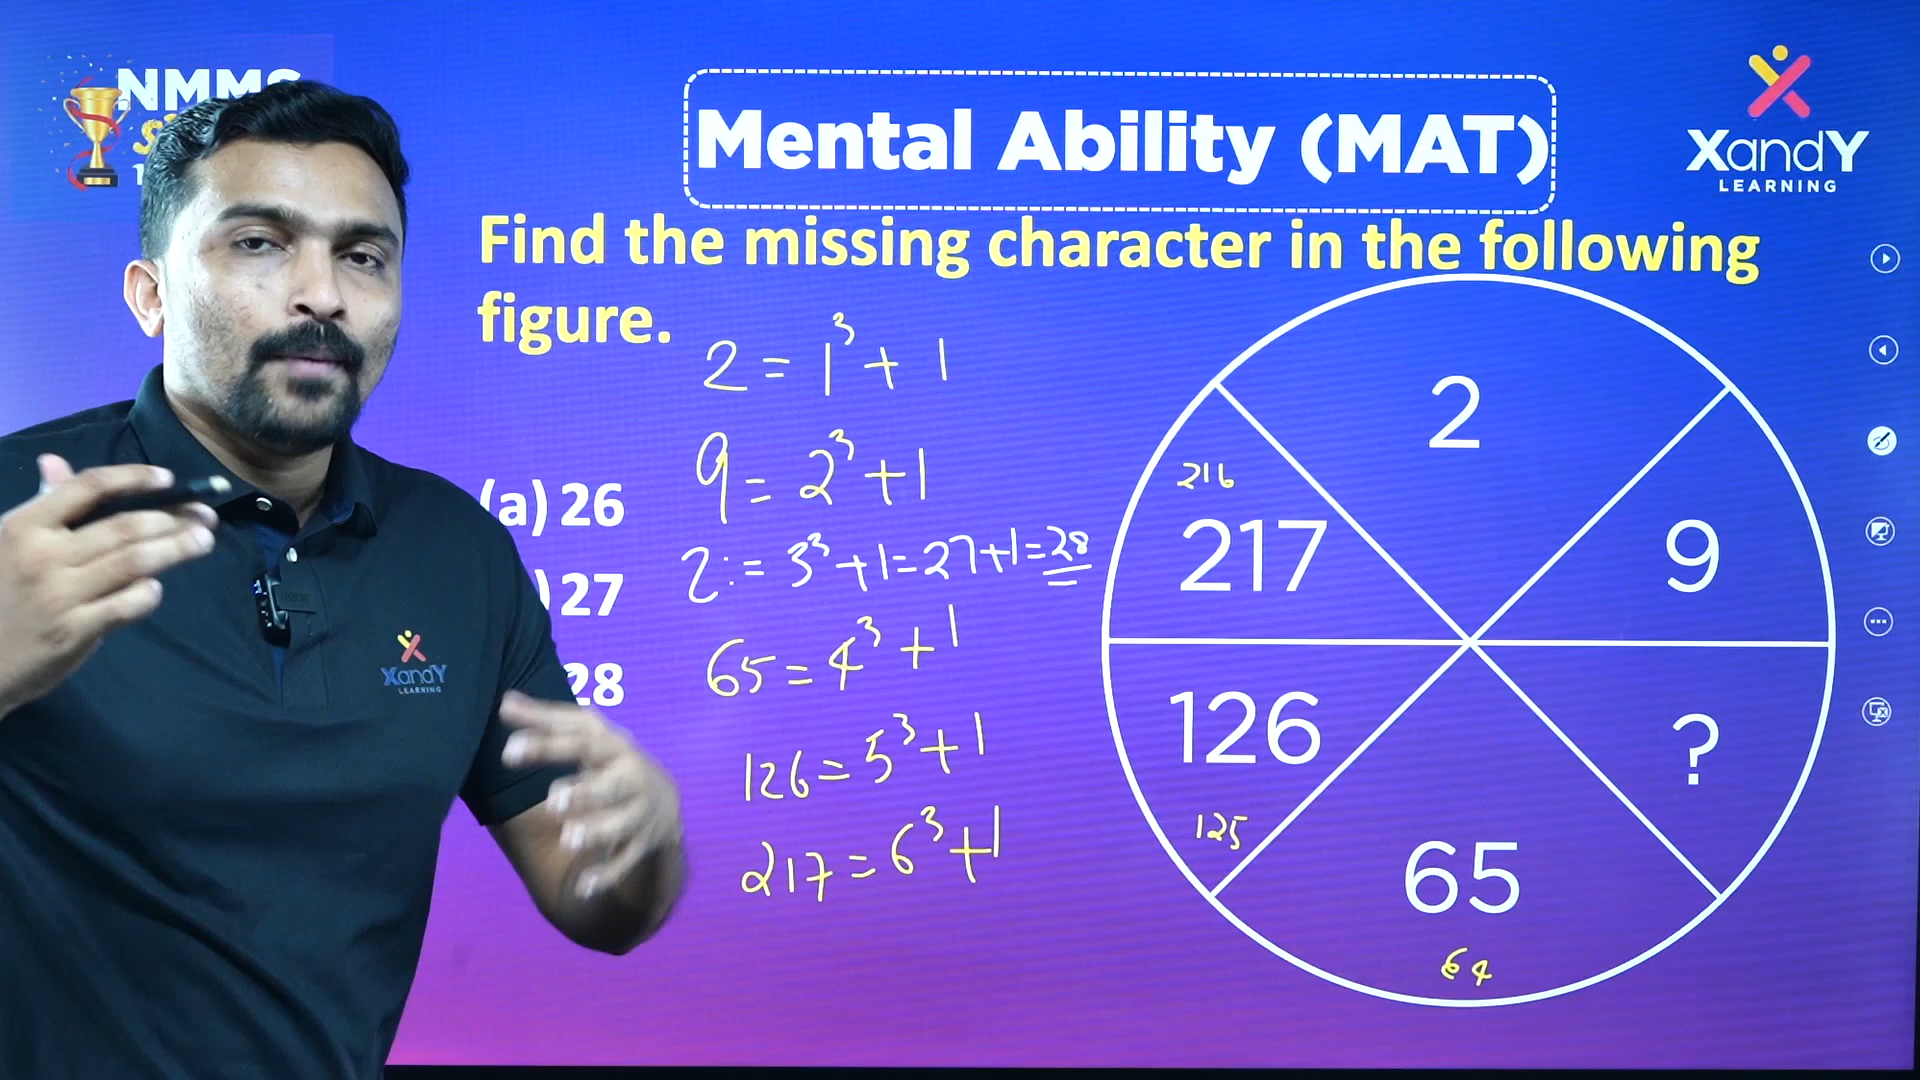 NMMS
Mental Ability (MAT)
XandY
LEARNING
Find the missing character in the following
figure.
2 = 1³ + 1
9 = 2³ + 1
?:= 3³ + 1 = 27 + 1 = 28
65 = 4³ + 1
126 = 5³ + 1
217 = 6³ + 1
(a) 26
) 27
28
2
216
217
9
126
?
125
65
64
XandY
LEARNING